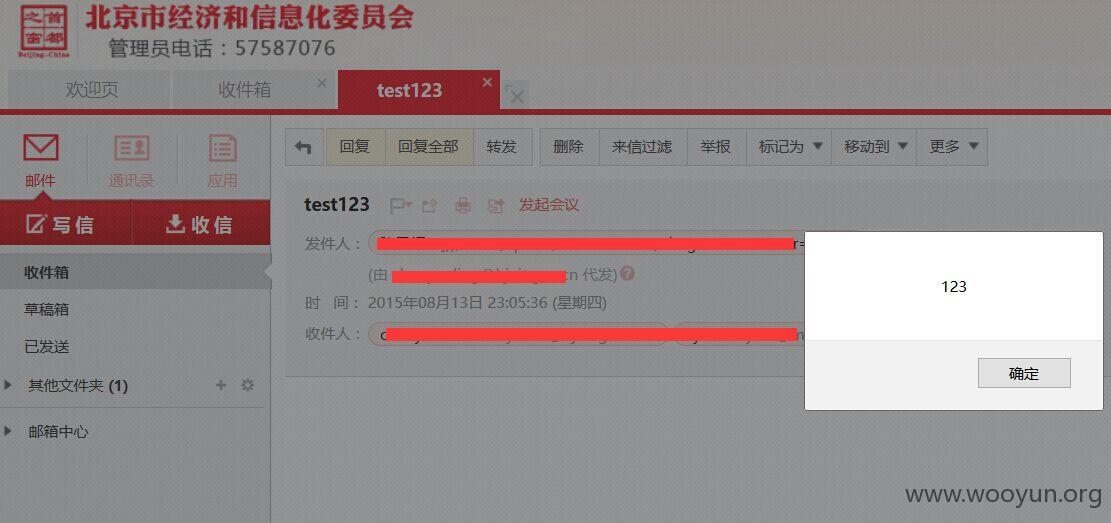 首都之窗
Beijing-China
北京市经济和信息化委员会
管理员电话：57587076
欢迎页 收件箱 test123
邮件 通讯录 应用
回复 回复全部 转发 删除 来信过滤 举报 标记为 移动到 更多
写信 收信
test123 发起会议
发件人：
收件箱
(由 cn 代发)
草稿箱
时 间：2015年08月13日 23:05:36 (星期四)
已发送
收件人：
其他文件夹 (1)
邮箱中心
123
确定
www.wooyun.org